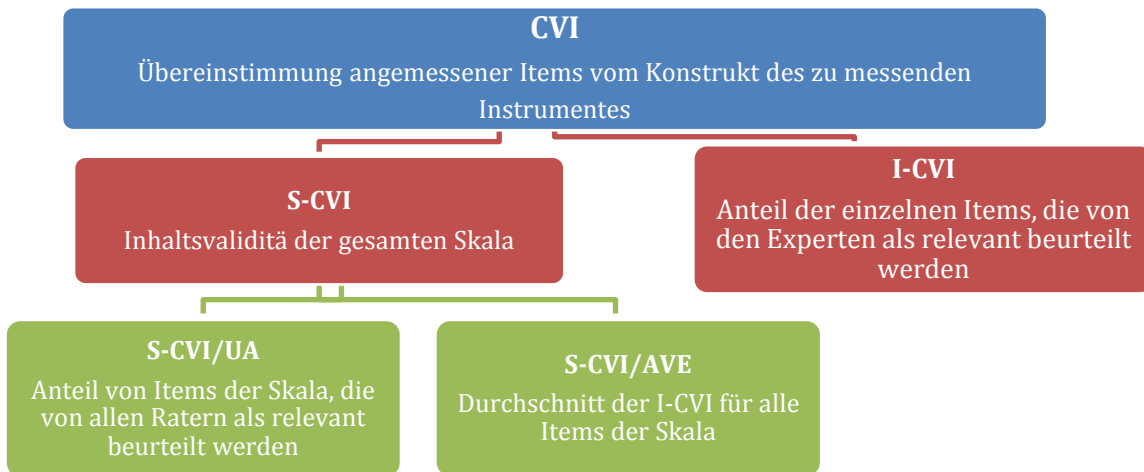 CVI
Übereinstimmung angemessener Items vom Konstrukt des zu messenden
Instrumentes
S-CVI
Inhaltsvaliditä der gesamten Skala
I-CVI
Anteil der einzelnen Items, die von
den Experten als relevant beurteilt
werden
S-CVI/UA
Anteil von Items der Skala, die
von allen Ratern als relevant
beurteilt werden
S-CVI/AVE
Durchschnitt der I-CVI für alle
Items der Skala